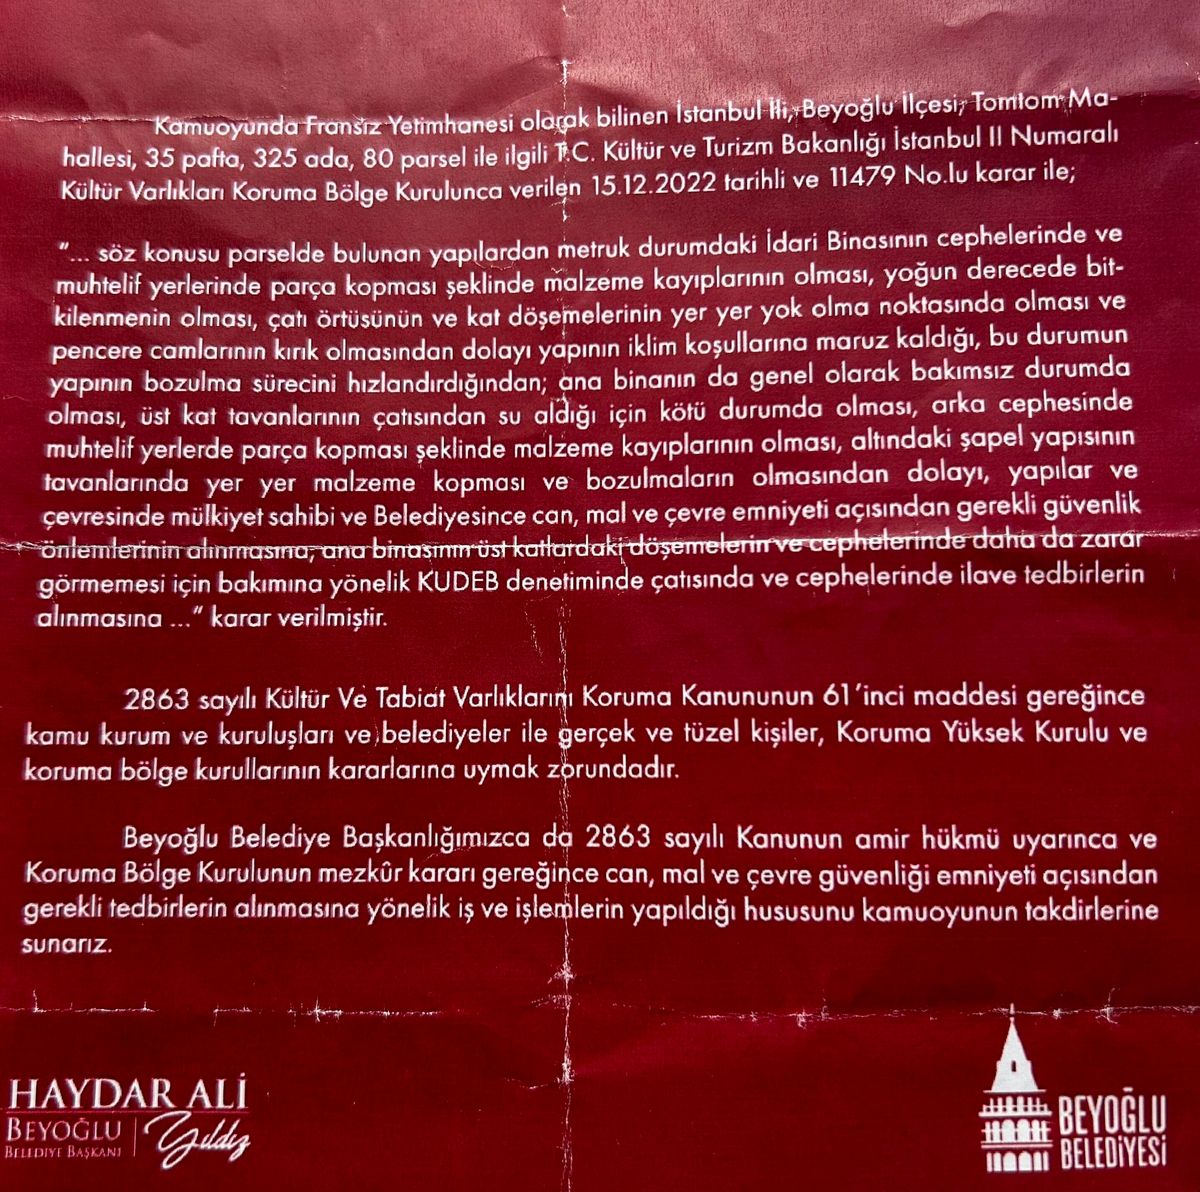 Kamuoyunda Fransız Yetimhanesi olarak bilinen İstanbul İli, Beyoğlu İlçesi, Tomtom Ma-
hallesi, 35 pafta, 325 ada, 80 parsel ile ilgili T.C. Kültür ve Turizm Bakanlığı İstanbul II Numaralı
Kültür Varlıkları Koruma Bölge Kurulunca verilen 15.12.2022 tarihli ve 11479 No.lu karar ile;
"... söz konusu parselde bulunan yapılardan metruk durumdaki İdari Binasının cephelerinde ve
muhtelif yerlerinde parça kopması şeklinde malzeme kayıplarının olması, yoğun derecede bit-
kilenmenin olması, çatı örtüsünün ve kat döşemelerinin yer yer yok olma noktasında olması ve
pencere camlarının kırık olmasından dolayı yapının iklim koşullarına maruz kaldığı, bu durumun
yapının bozulma sürecini hızlandırdığından; ana binanın da genel olarak bakımsız durumda
olması, üst kat tavanlarının çatısından su aldığı için kötü durumda olması, arka cephesinde
muhtelif yerlerde parça kopması şeklinde malzeme kayıplarının olması, altındaki şapel yapısının
tavanlarında yer yer malzeme kopması ve bozulmaların olmasından dolayı, yapılar ve
çevresinde mülkiyet sahibi ve Belediyesince can, mal ve çevre emniyeti açısından gerekli güvenlik
önlemlerinin alınmasına, ana binasının üst katlardaki döşemelerin ve cephelerinde daha da zarar
görmemesi için bakımına yönelik KUDEB denetiminde çatısında ve cephelerinde ilave tedbirlerin
alınmasına ..." karar verilmiştir.
2863 sayılı Kültür Ve Tabiat Varlıklarını Koruma Kanununun 61'inci maddesi gereğince
kamu kurum ve kuruluşları ve belediyeler ile gerçek ve tüzel kişiler, Koruma Yüksek Kurulu ve
koruma bölge kurullarının kararlarına uymak zorundadır.
Beyoğlu Belediye Başkanlığımızca da 2863 sayılı Kanunun amir hükmü uyarınca ve
Koruma Bölge Kurulunun mezkûr kararı gereğince can, mal ve çevre güvenliği emniyeti açısından
gerekli tedbirlerin alınmasına yönelik iş ve işlemlerin yapıldığı hususunu kamuoyunun takdirlerine
sunarız.
HAYDAR ALİ
Yıldız
BEYOĞLU
BELEDİYE BAŞKANI
BEYOĞLU
BELEDİYESİ